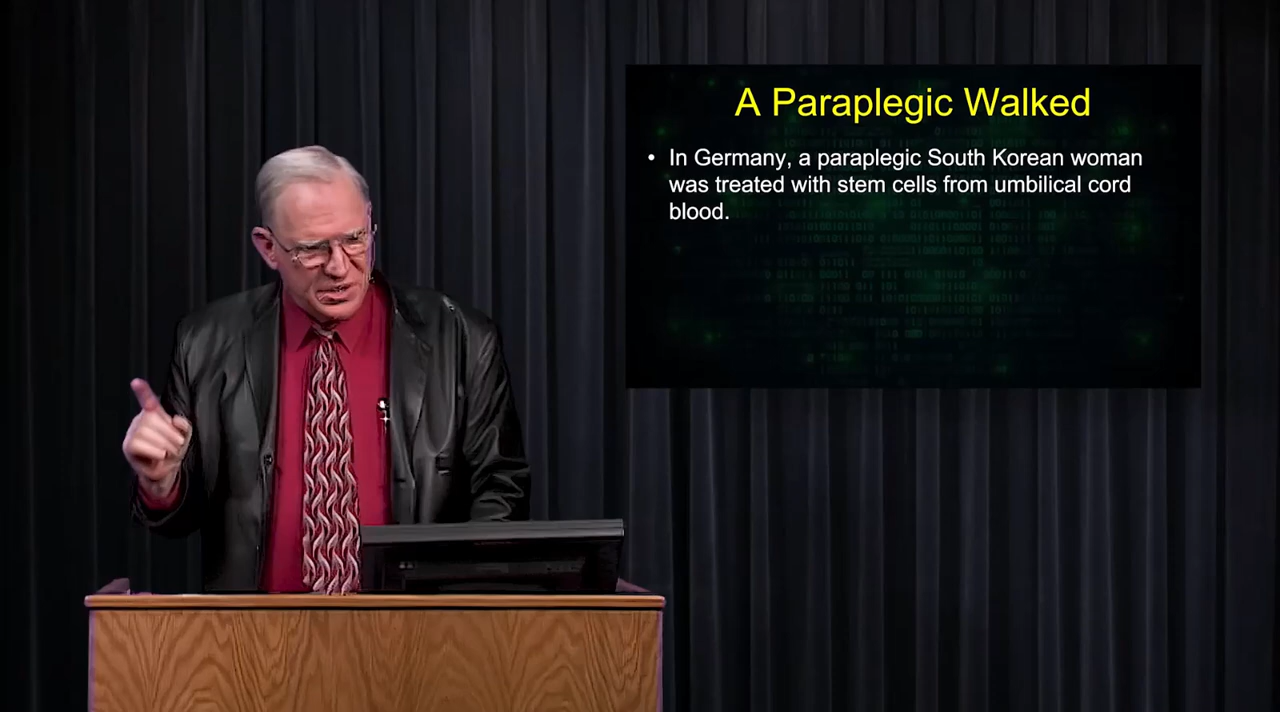 A Paraplegic Walked
• In Germany, a paraplegic South Korean woman
was treated with stem cells from umbilical cord
blood.